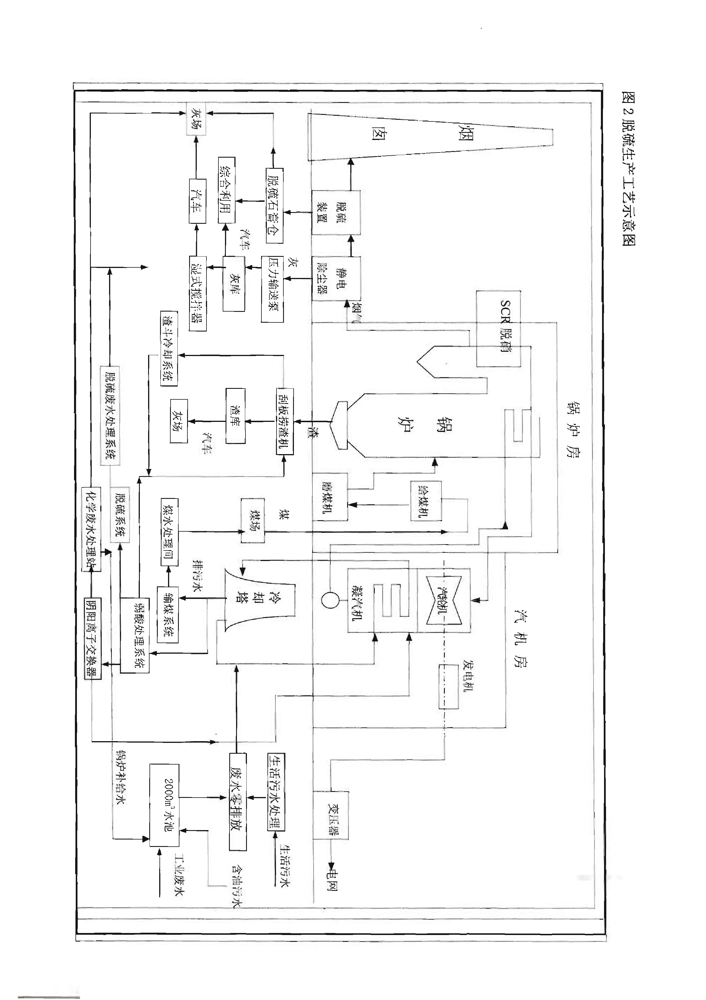 图2 脱硫生产工艺示意图
锅炉房
汽机房
烟
囱
SCR 脱硝
锅
炉
发电机
给煤机
汽轮机
脱硫
装置
静电
除尘器
烟气
磨煤机
凝汽机
变压器
电网
渣
灰
煤
脱硫石膏仓
压力输送泵
刮板捞渣机
煤场
冷
却
塔
生活污水处理
生活污水
汽车
综合利用
灰库
渣库
废水零排放
含油污水
灰场
汽车
湿式搅拌器
汽车
灰场
排污水
渣斗冷却系统
煤水处理间
输煤系统
2000m³水池
工业废水
脱硫废水处理系统
脱硫系统
弱酸处理系统
锅炉补给水
化学废水处理站
阴阳离子交换器